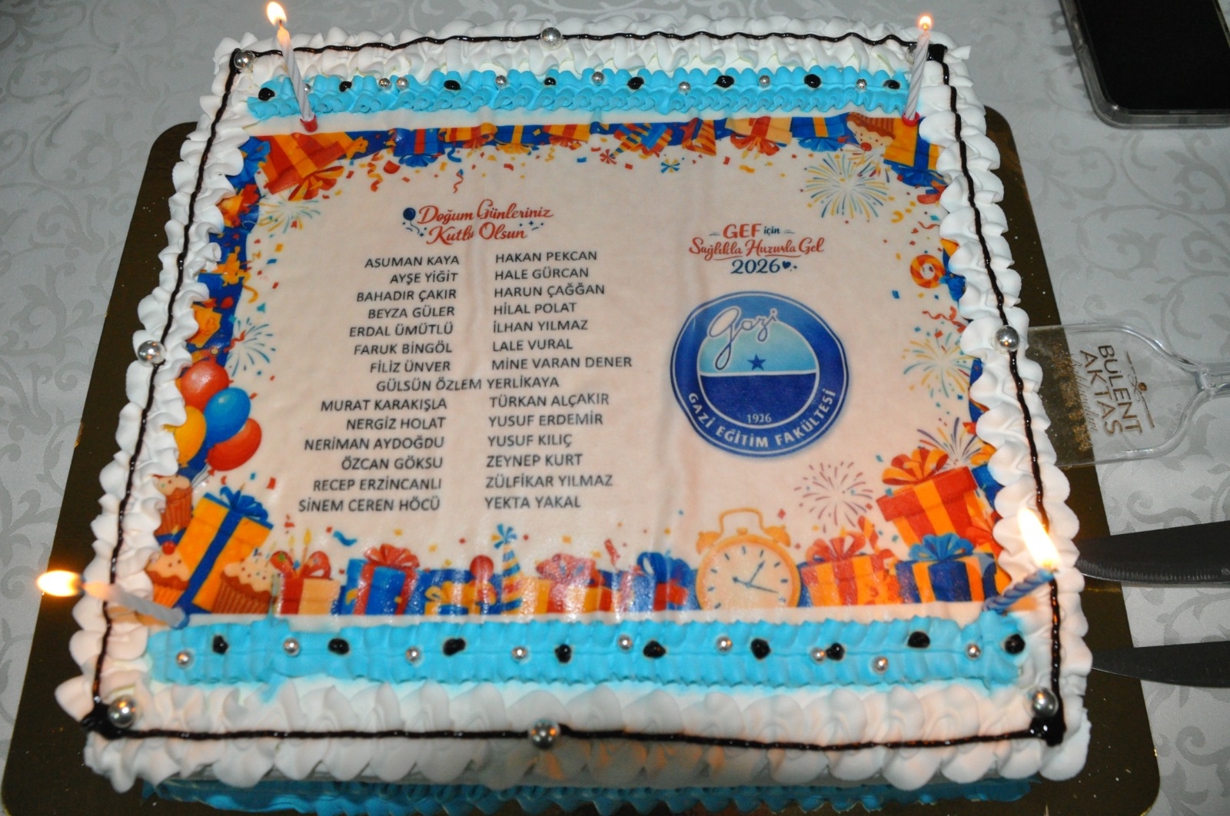 Doğum Günleriniz
Kutlu Olsun
ASUMAN KAYA HAKAN PEKCAN
AYŞE YİĞİT HALE GÜRCAN
BAHADIR ÇAKIR HARUN ÇAĞĞAN
BEYZA GÜLER HİLAL POLAT
ERDAL ÜMÜTLÜ İLHAN YILMAZ
FARUK BİNGÖL LALE VURAL
FİLİZ ÜNVER MİNE VARAN DENER
GÜLSÜN ÖZLEM YERLİKAYA
MURAT KARAKIŞLA TÜRKAN ALÇAKIR
NERGİZ HOLAT YUSUF ERDEMİR
NERİMAN AYDOĞDU YUSUF KILIÇ
ÖZCAN GÖKSU ZEYNEP KURT
RECEP ERZİNCANLI ZÜLFİKAR YILMAZ
SİNEM CEREN HÖCÜ YEKTA YAKAL
GEF için
Sağlıkla Huzurla Gel
2026
Gazi
1926
GAZİ EĞİTİM FAKÜLTESİ
BÜLENT
AKTAŞ